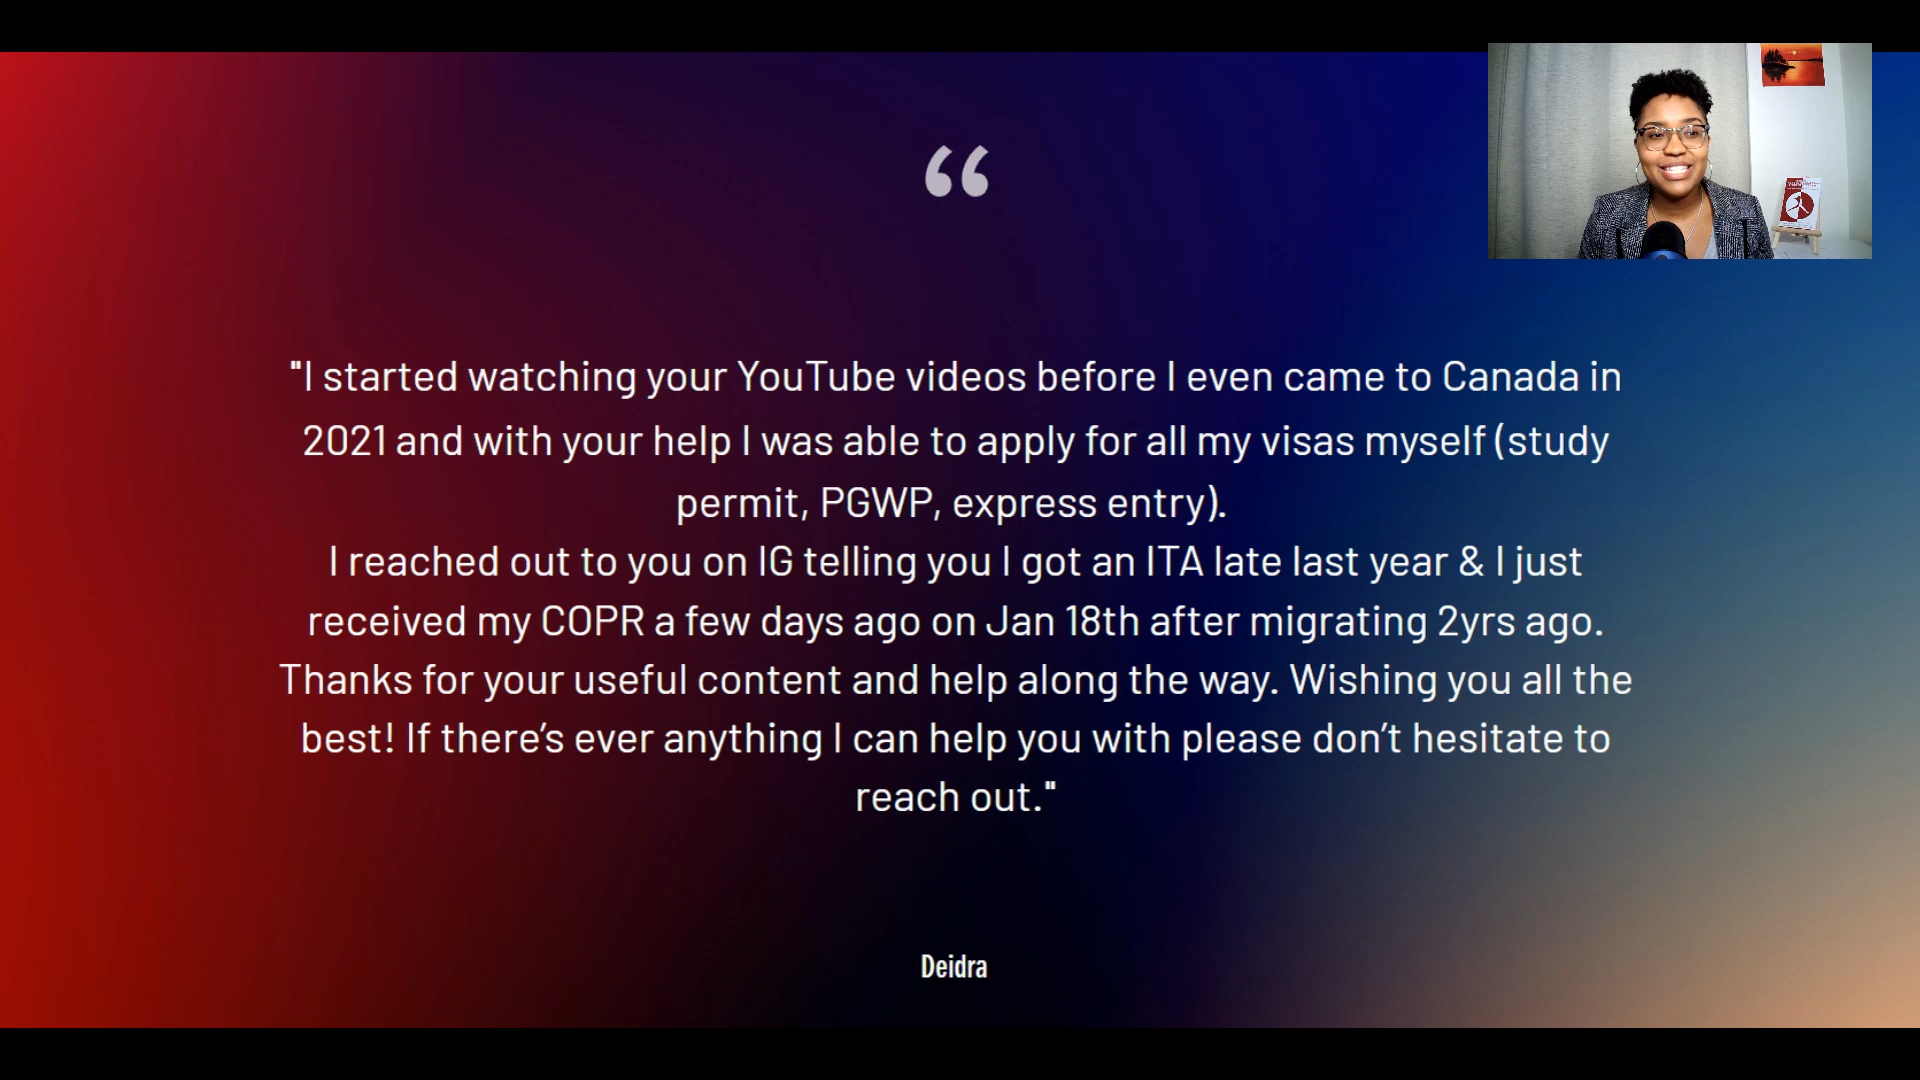 “
"I started watching your YouTube videos before I even came to Canada in
2021 and with your help I was able to apply for all my visas myself (study
permit, PGWP, express entry).
I reached out to you on IG telling you I got an ITA late last year & I just
received my COPR a few days ago on Jan 18th after migrating 2yrs ago.
Thanks for your useful content and help along the way. Wishing you all the
best! If there’s ever anything I can help you with please don’t hesitate to
reach out."
Deidra